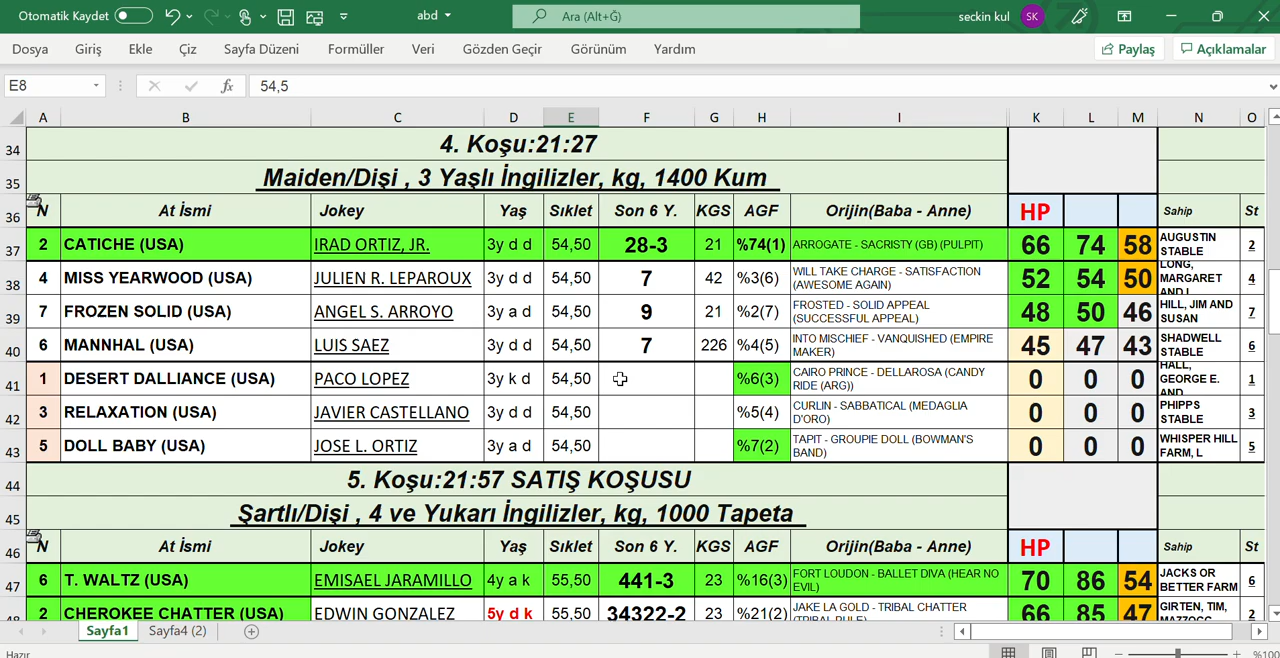 Otomatik Kaydet
abd
Ara (Alt+Ğ)
seckin kul
SK
Dosya Giriş Ekle Çiz Sayfa Düzeni Formüller Veri Gözden Geçir Görünüm Yardım
Paylaş
Açıklamalar
E8
fx
54,5
A B C D E F G H I K L M N O
34 4. Koşu:21:27
35 Maiden/Dişi , 3 Yaşlı İngilizler, kg, 1400 Kum
36 N At İsmi Jokey Yaş Sıklet Son 6 Y. KGS AGF Orijin(Baba - Anne) HP Sahip St
37 2 CATICHE (USA) IRAD ORTIZ, JR. 3y d d 54,50 28-3 21 %74(1) ARROGATE - SACRISTY (GB) (PULPIT) 66 74 58 AUGUSTIN STABLE 2
38 4 MISS YEARWOOD (USA) JULIEN R. LEPAROUX 3y d d 54,50 7 42 %3(6) WILL TAKE CHARGE - SATISFACTION (AWESOME AGAIN) 52 54 50 LONG, MARGARET AND L 4
39 7 FROZEN SOLID (USA) ANGEL S. ARROYO 3y a d 54,50 9 21 %2(7) FROSTED - SOLID APPEAL (SUCCESSFUL APPEAL) 48 50 46 HILL, JIM AND SUSAN 7
40 6 MANNHAL (USA) LUIS SAEZ 3y d d 54,50 7 226 %4(5) INTO MISCHIEF - VANQUISHED (EMPIRE MAKER) 45 47 43 SHADWELL STABLE 6
41 1 DESERT DALLIANCE (USA) PACO LOPEZ 3y k d 54,50 %6(3) CAIRO PRINCE - DELLAROSA (CANDY RIDE (ARG)) 0 0 0 HALL, GEORGE E. AND 1
42 3 RELAXATION (USA) JAVIER CASTELLANO 3y d d 54,50 %5(4) CURLIN - SABBATICAL (MEDAGLIA D'ORO) 0 0 0 PHIPPS STABLE 3
43 5 DOLL BABY (USA) JOSE L. ORTIZ 3y a d 54,50 %7(2) TAPIT - GROUPIE DOLL (BOWMAN'S BAND) 0 0 0 WHISPER HILL FARM, L 5
44 5. Koşu:21:57 SATIŞ KOŞUSU
45 Şartlı/Dişi , 4 ve Yukarı İngilizler, kg, 1000 Tapeta
46 N At İsmi Jokey Yaş Sıklet Son 6 Y. KGS AGF Orijin(Baba - Anne) HP Sahip St
47 6 T. WALTZ (USA) EMISAEL JARAMILLO 4y a k 55,50 441-3 23 %16(3) FORT LOUDON - BALLET DIVA (HEAR NO EVIL) 70 86 54 JACKS OR BETTER FARM 6
48 2 CHEROKEE CHATTER (USA) EDWIN GONZALEZ 5y d k 55,50 34322-2 23 %21(2) JAKE LA GOLD - TRIBAL CHATTER (TRIBAL RULE) 66 85 47 GIRTEN, TIM, MAZZOCC 2
Sayfa1 Sayfa4 (2)
Hazır
%100